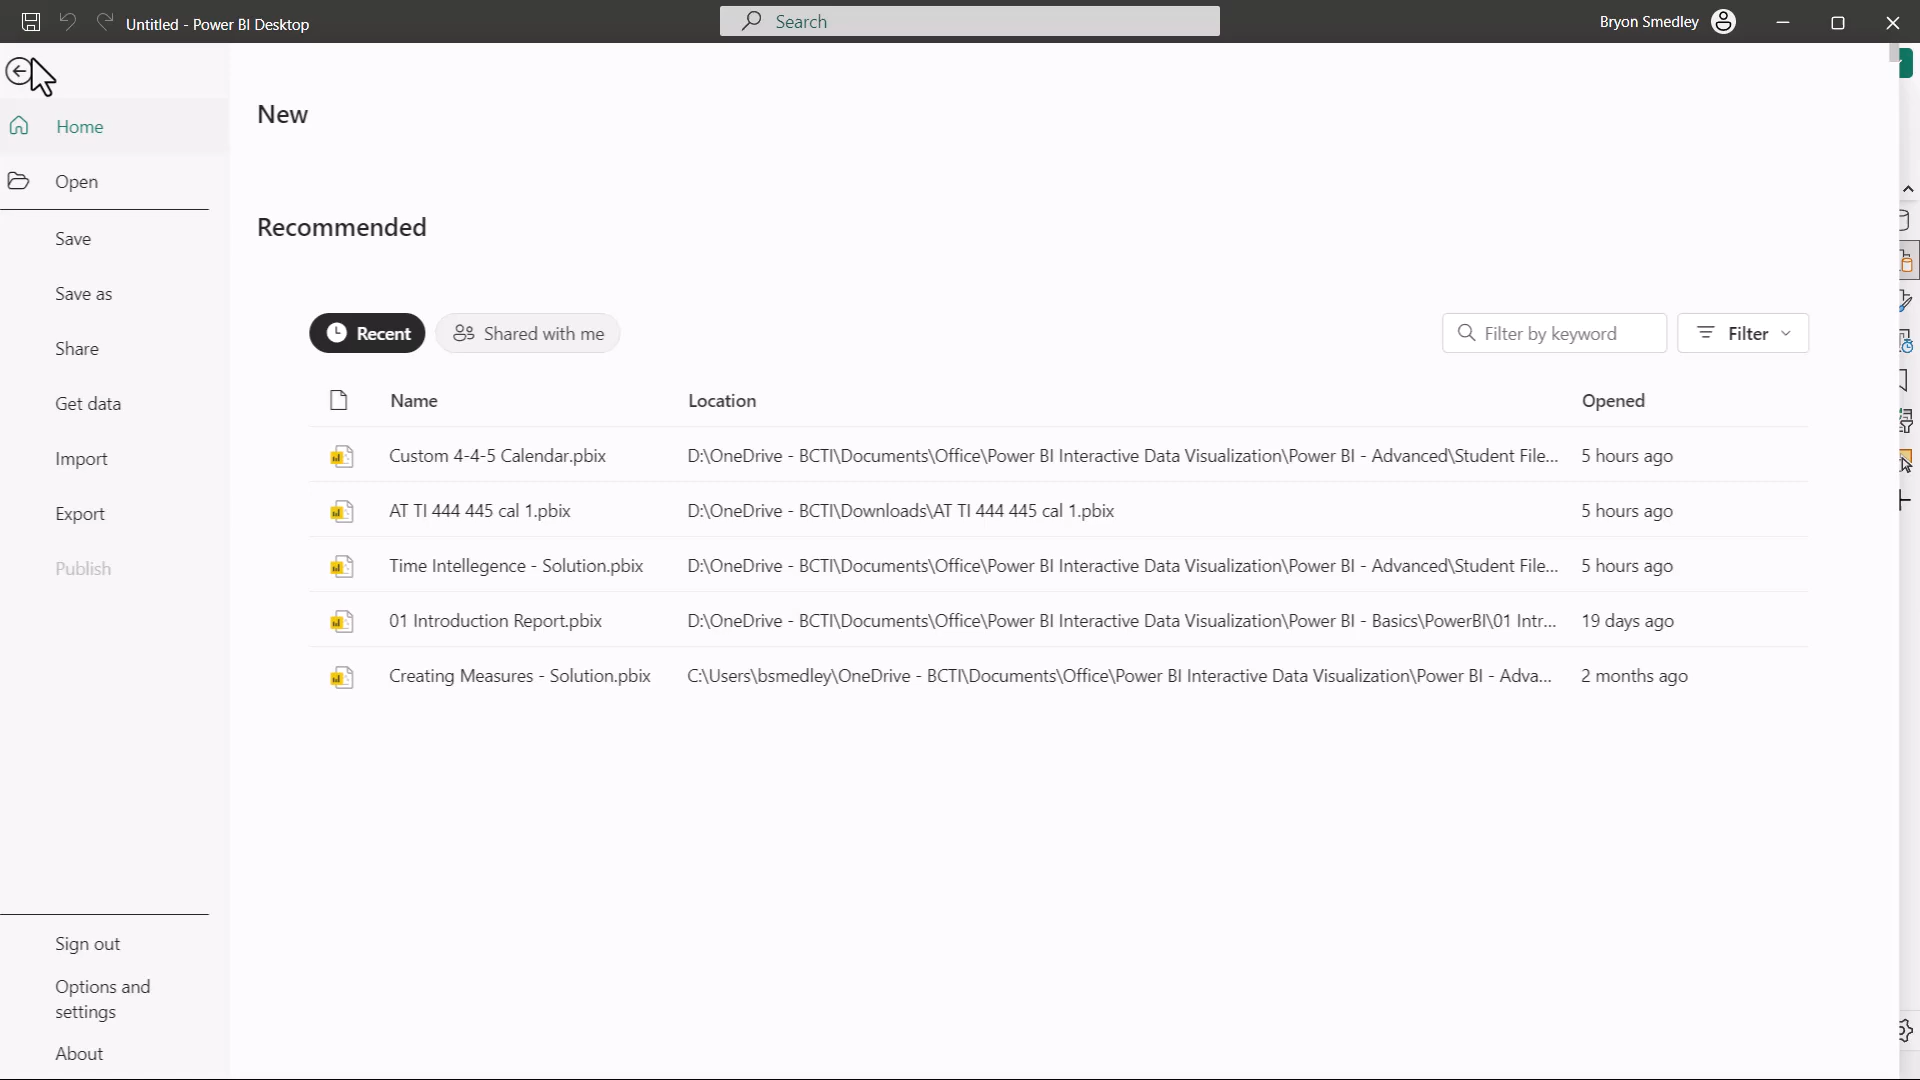 Untitled - Power BI Desktop
Search
Bryon Smedley
Home
Open
Save
Save as
Share
Get data
Import
Export
Publish
Sign out
Options and
settings
About
New
Recommended
Recent
Shared with me
Filter by keyword
Filter
Name Location Opened
Custom 4-4-5 Calendar.pbix D:\OneDrive - BCTI\Documents\Office\Power BI Interactive Data Visualization\Power BI - Advanced\Student File... 5 hours ago
AT TI 444 445 cal 1.pbix D:\OneDrive - BCTI\Downloads\AT TI 444 445 cal 1.pbix 5 hours ago
Time Intellegence - Solution.pbix D:\OneDrive - BCTI\Documents\Office\Power BI Interactive Data Visualization\Power BI - Advanced\Student File... 5 hours ago
01 Introduction Report.pbix D:\OneDrive - BCTI\Documents\Office\Power BI Interactive Data Visualization\Power BI - Basics\PowerBI\01 Intr... 19 days ago
Creating Measures - Solution.pbix C:\Users\bsmedley\OneDrive - BCTI\Documents\Office\Power BI Interactive Data Visualization\Power BI - Adva... 2 months ago